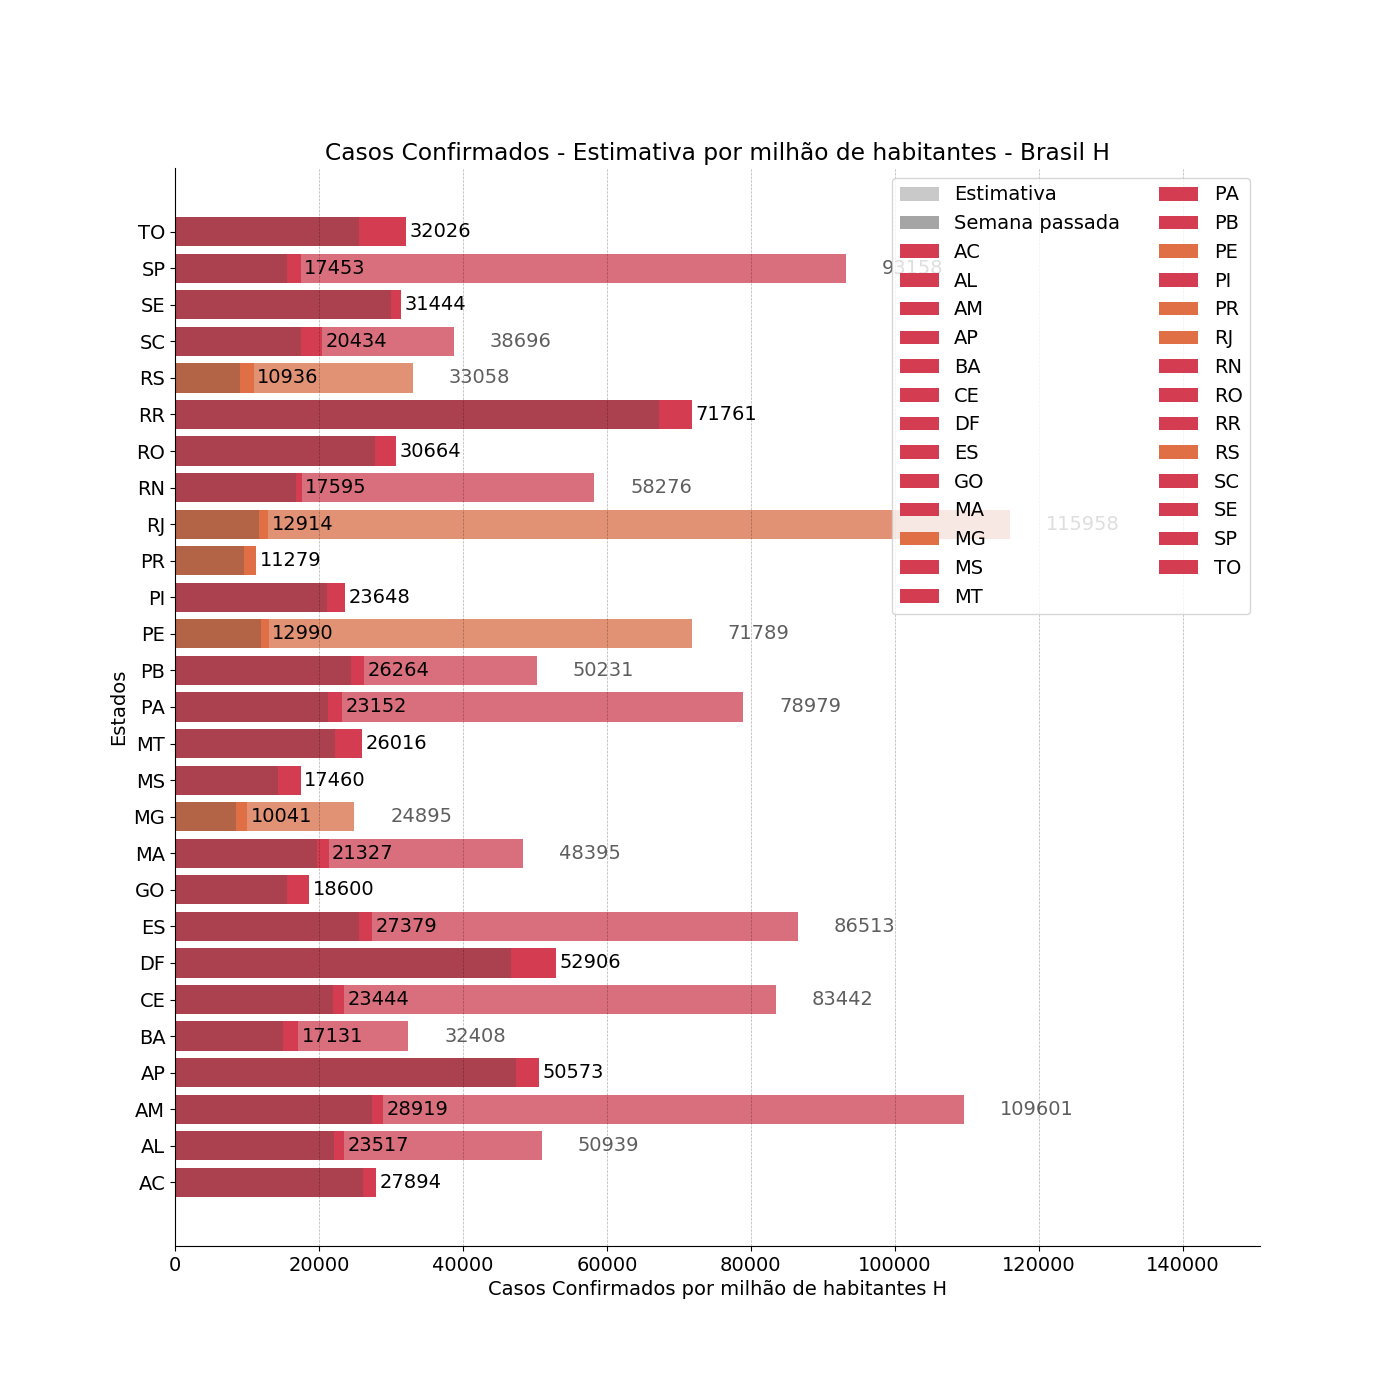 Casos Confirmados - Estimativa por milhão de habitantes - Brasil H
Estados
TO 32026
SP 17453 93158
SE 31444
SC 20434 38696
RS 10936 33058
RR 71761
RO 30664
RN 17595 58276
RJ 12914 115958
PR 11279
PI 23648
PE 12990 71789
PB 26264 50231
PA 23152 78979
MT 26016
MS 17460
MG 10041 24895
MA 21327 48395
GO 18600
ES 27379 86513
DF 52906
CE 23444 83442
BA 17131 32408
AP 50573
AM 28919 109601
AL 23517 50939
AC 27894
0 20000 40000 60000 80000 100000 120000 140000
Casos Confirmados por milhão de habitantes H
Estimativa
Semana passada
AC
AL
AM
AP
BA
CE
DF
ES
GO
MA
MG
MS
MT
PA
PB
PE
PI
PR
RJ
RN
RO
RR
RS
SC
SE
SP
TO